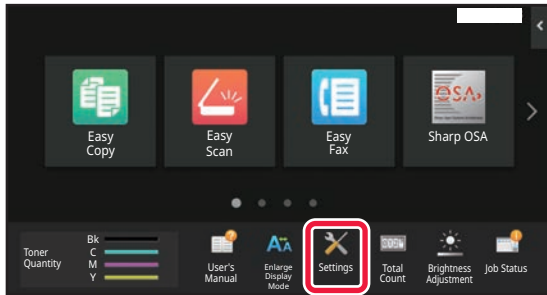 Easy
Copy
Easy
Scan
Easy
Fax
OSA
Sharp OSA
Toner
Quantity
Bk
C
M
Y
User's
Manual
Enlarge
Display
Mode
Settings
Total
Count
Brightness
Adjustment
Job Status